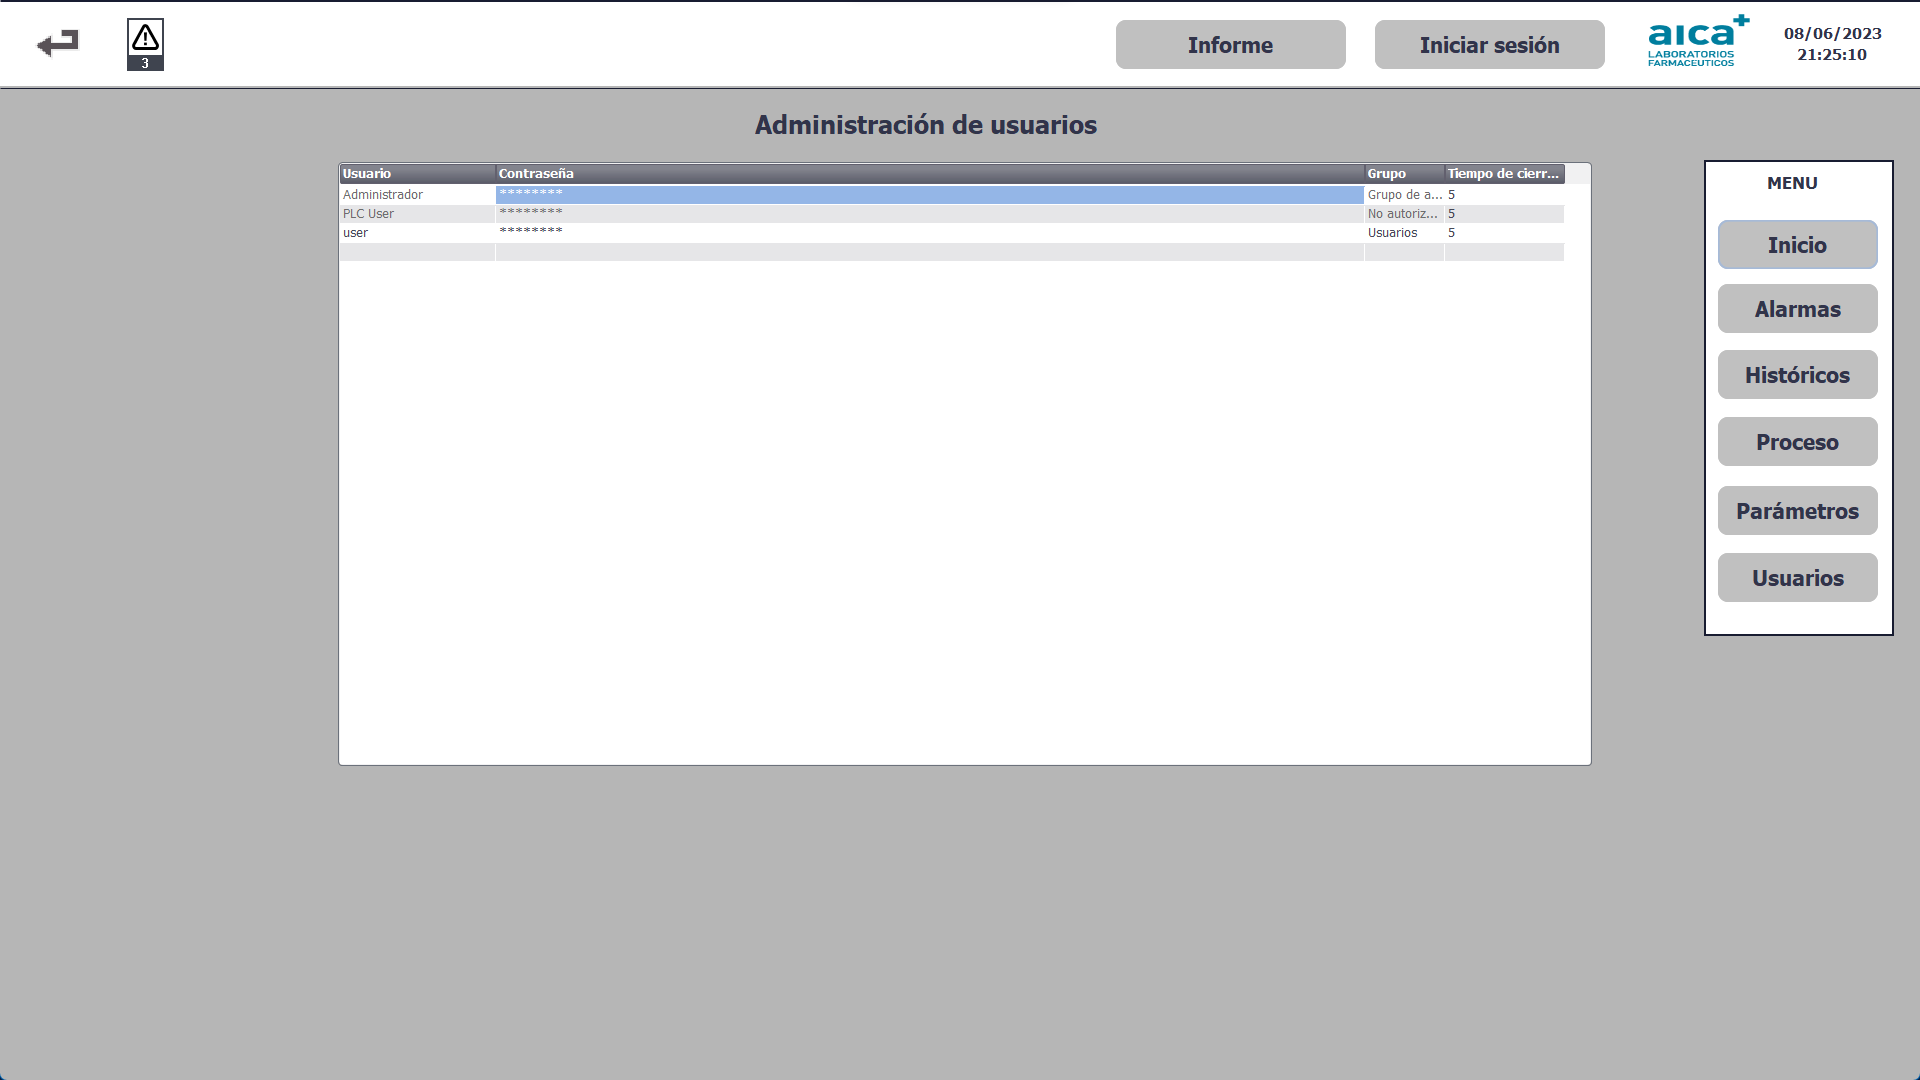 3
Informe
Iniciar sesión
aica+
LABORATORIOS
FARMACEUTICOS
08/06/2023
21:25:10
Administración de usuarios
Usuario Contraseña Grupo Tiempo de cierr...
Administrador ******** Grupo de a... 5
PLC User ******** No autoriz... 5
user ******** Usuarios 5
MENU
Inicio
Alarmas
Históricos
Proceso
Parámetros
Usuarios